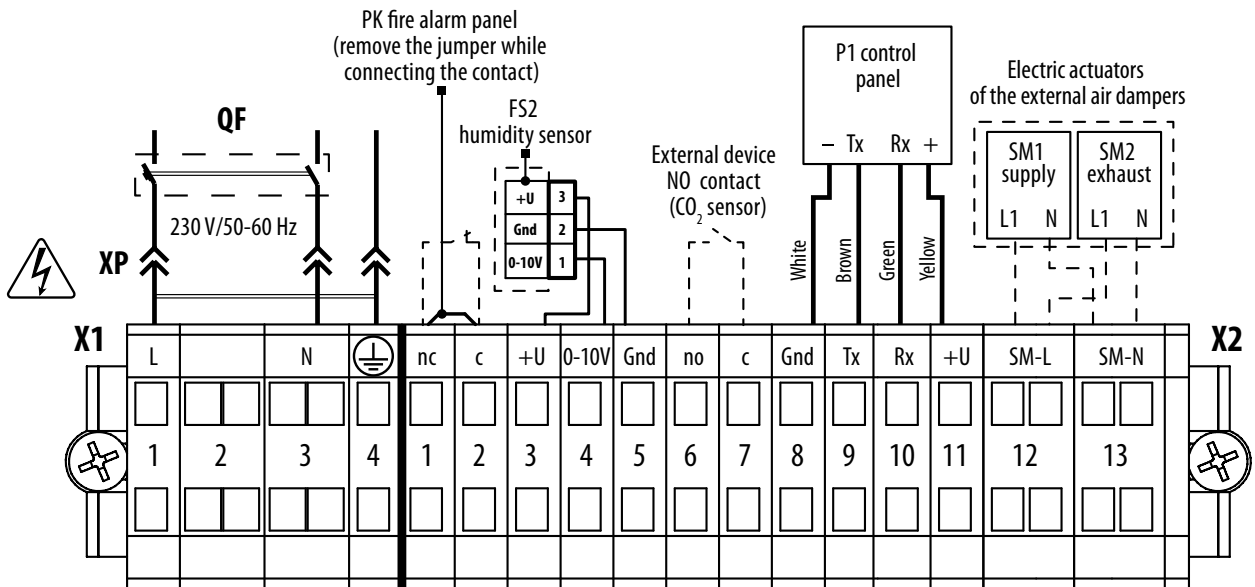 PK fire alarm panel
(remove the jumper while
connecting the contact)
FS2
humidity sensor
+U 3
Gnd 2
0-10V 1
QF
230 V/50-60 Hz
XP
External device
NO contact
(CO₂ sensor)
P1 control
panel
– Tx Rx +
White
Brown
Green
Yellow
Electric actuators
of the external air dampers
SM1
supply
L1 N
SM2
exhaust
L1 N
X1
X2
L N nc c +U 0-10V Gnd no c Gnd Tx Rx +U SM-L SM-N
1 2 3 4 1 2 3 4 5 6 7 8 9 10 11 12 13